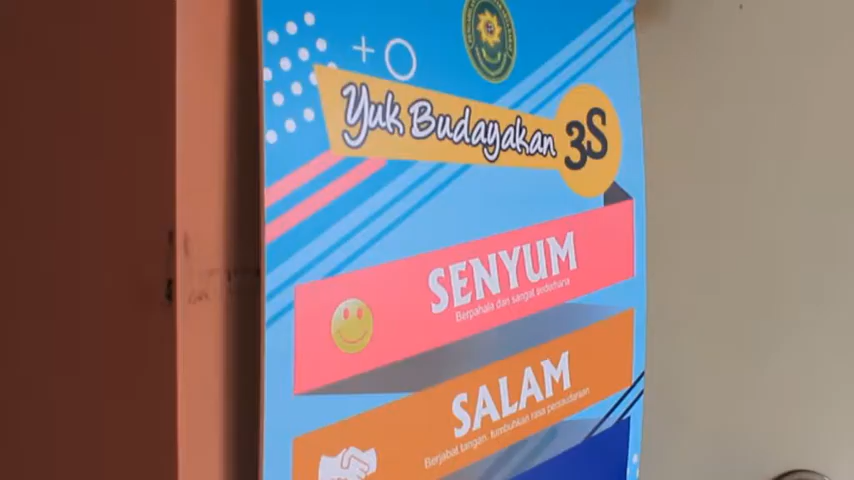 Yuk Budayakan 3S
SENYUM
Berpahala dan sangat sederhana
SALAM
Berjabat tangan, tumbuhkan rasa persaudaraan